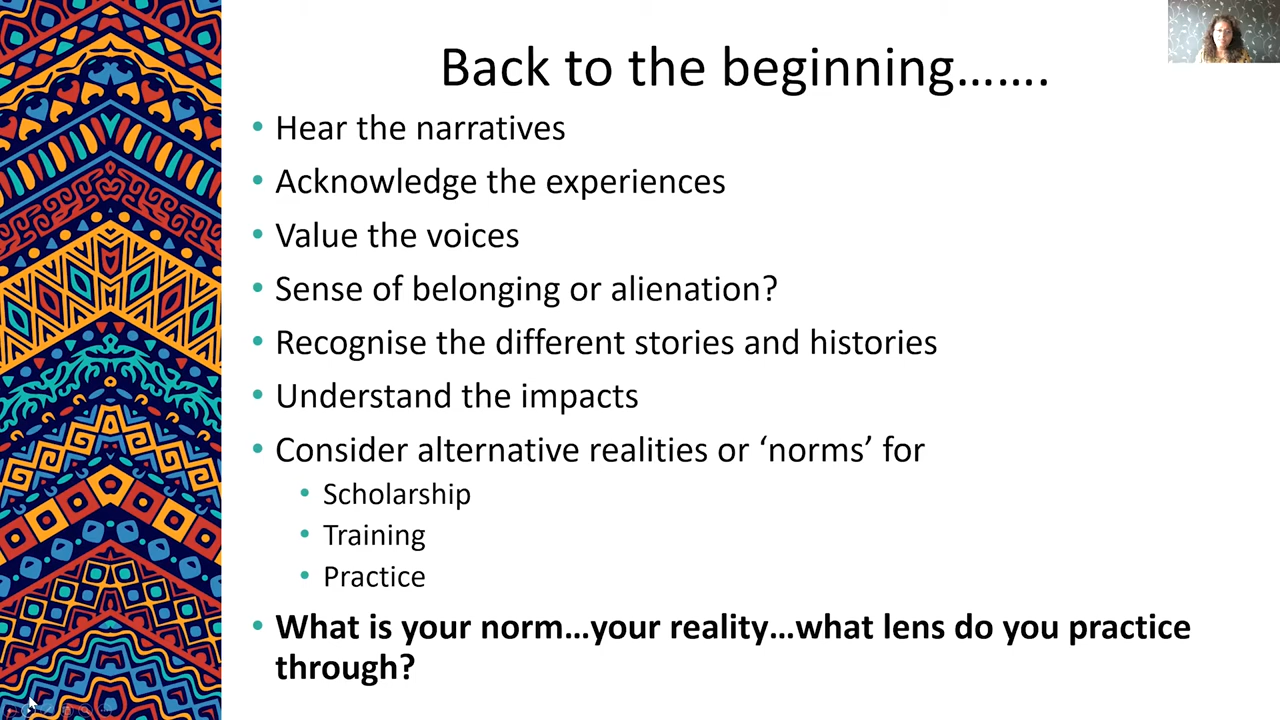 Back to the beginning…….
• Hear the narratives
• Acknowledge the experiences
• Value the voices
• Sense of belonging or alienation?
• Recognise the different stories and histories
• Understand the impacts
• Consider alternative realities or ‘norms’ for
• Scholarship
• Training
• Practice
• What is your norm…your reality…what lens do you practice
through?